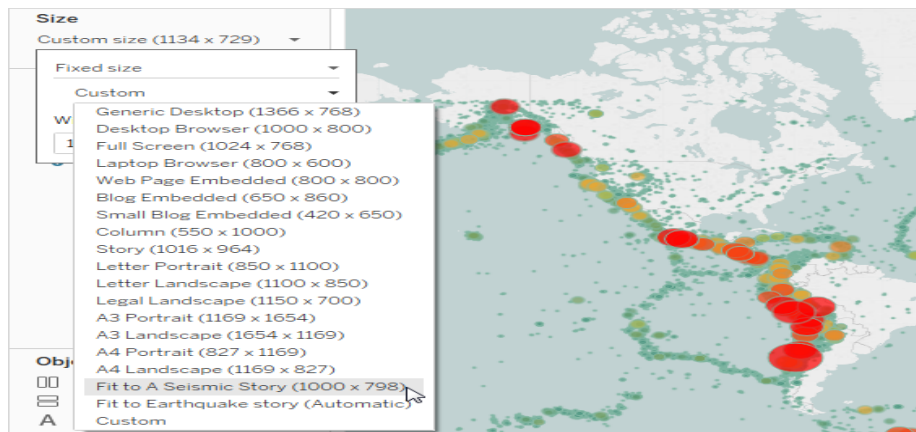 Size
Custom size (1134 x 729)
Fixed size
Custom
Generic Desktop (1366 x 768)
Desktop Browser (1000 x 800)
Full Screen (1024 x 768)
Laptop Browser (800 x 600)
Web Page Embedded (800 x 800)
Blog Embedded (650 x 860)
Small Blog Embedded (420 x 650)
Column (550 x 1000)
Story (1016 x 964)
Letter Portrait (850 x 1100)
Letter Landscape (1100 x 850)
Legal Landscape (1150 x 700)
A3 Portrait (1169 x 1654)
A3 Landscape (1654 x 1169)
A4 Portrait (827 x 1169)
A4 Landscape (1169 x 827)
Fit to A Seismic Story (1000 x 798)
Fit to Earthquake story (Automatic)
Custom
A